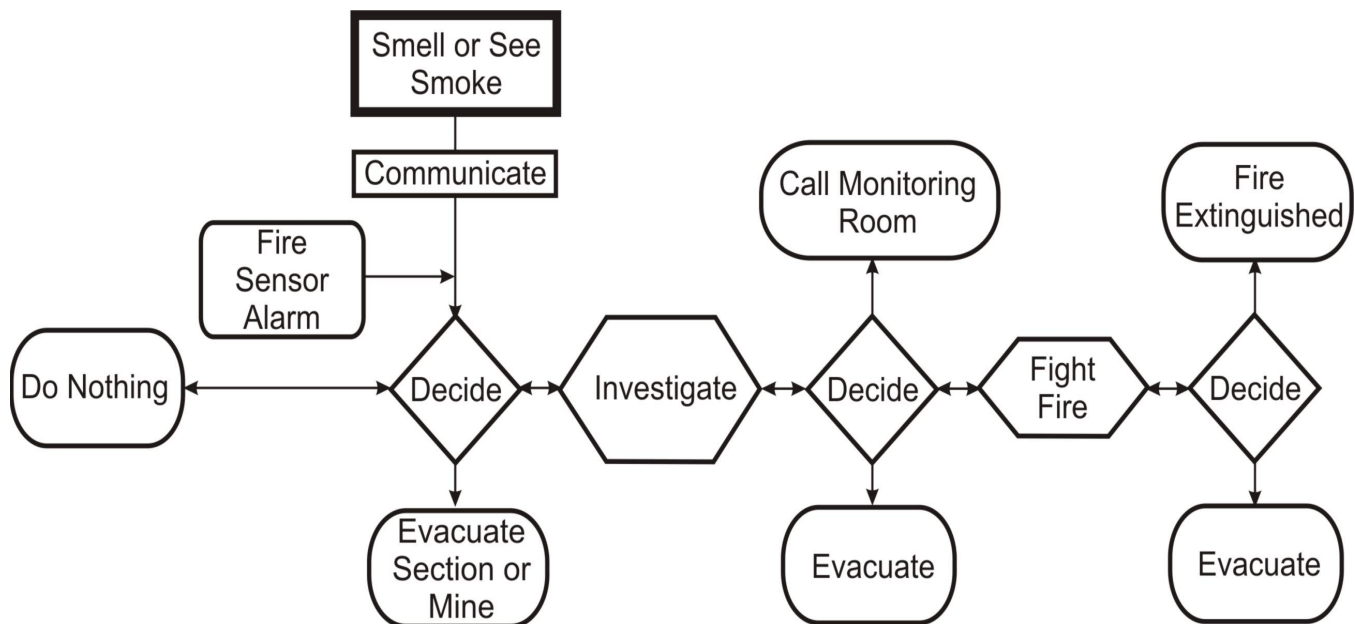 Smell or See
Smoke
Communicate
Fire
Sensor
Alarm
Do Nothing
Decide
Evacuate
Section or
Mine
Investigate
Call Monitoring
Room
Decide
Evacuate
Fight
Fire
Fire
Extinguished
Decide
Evacuate